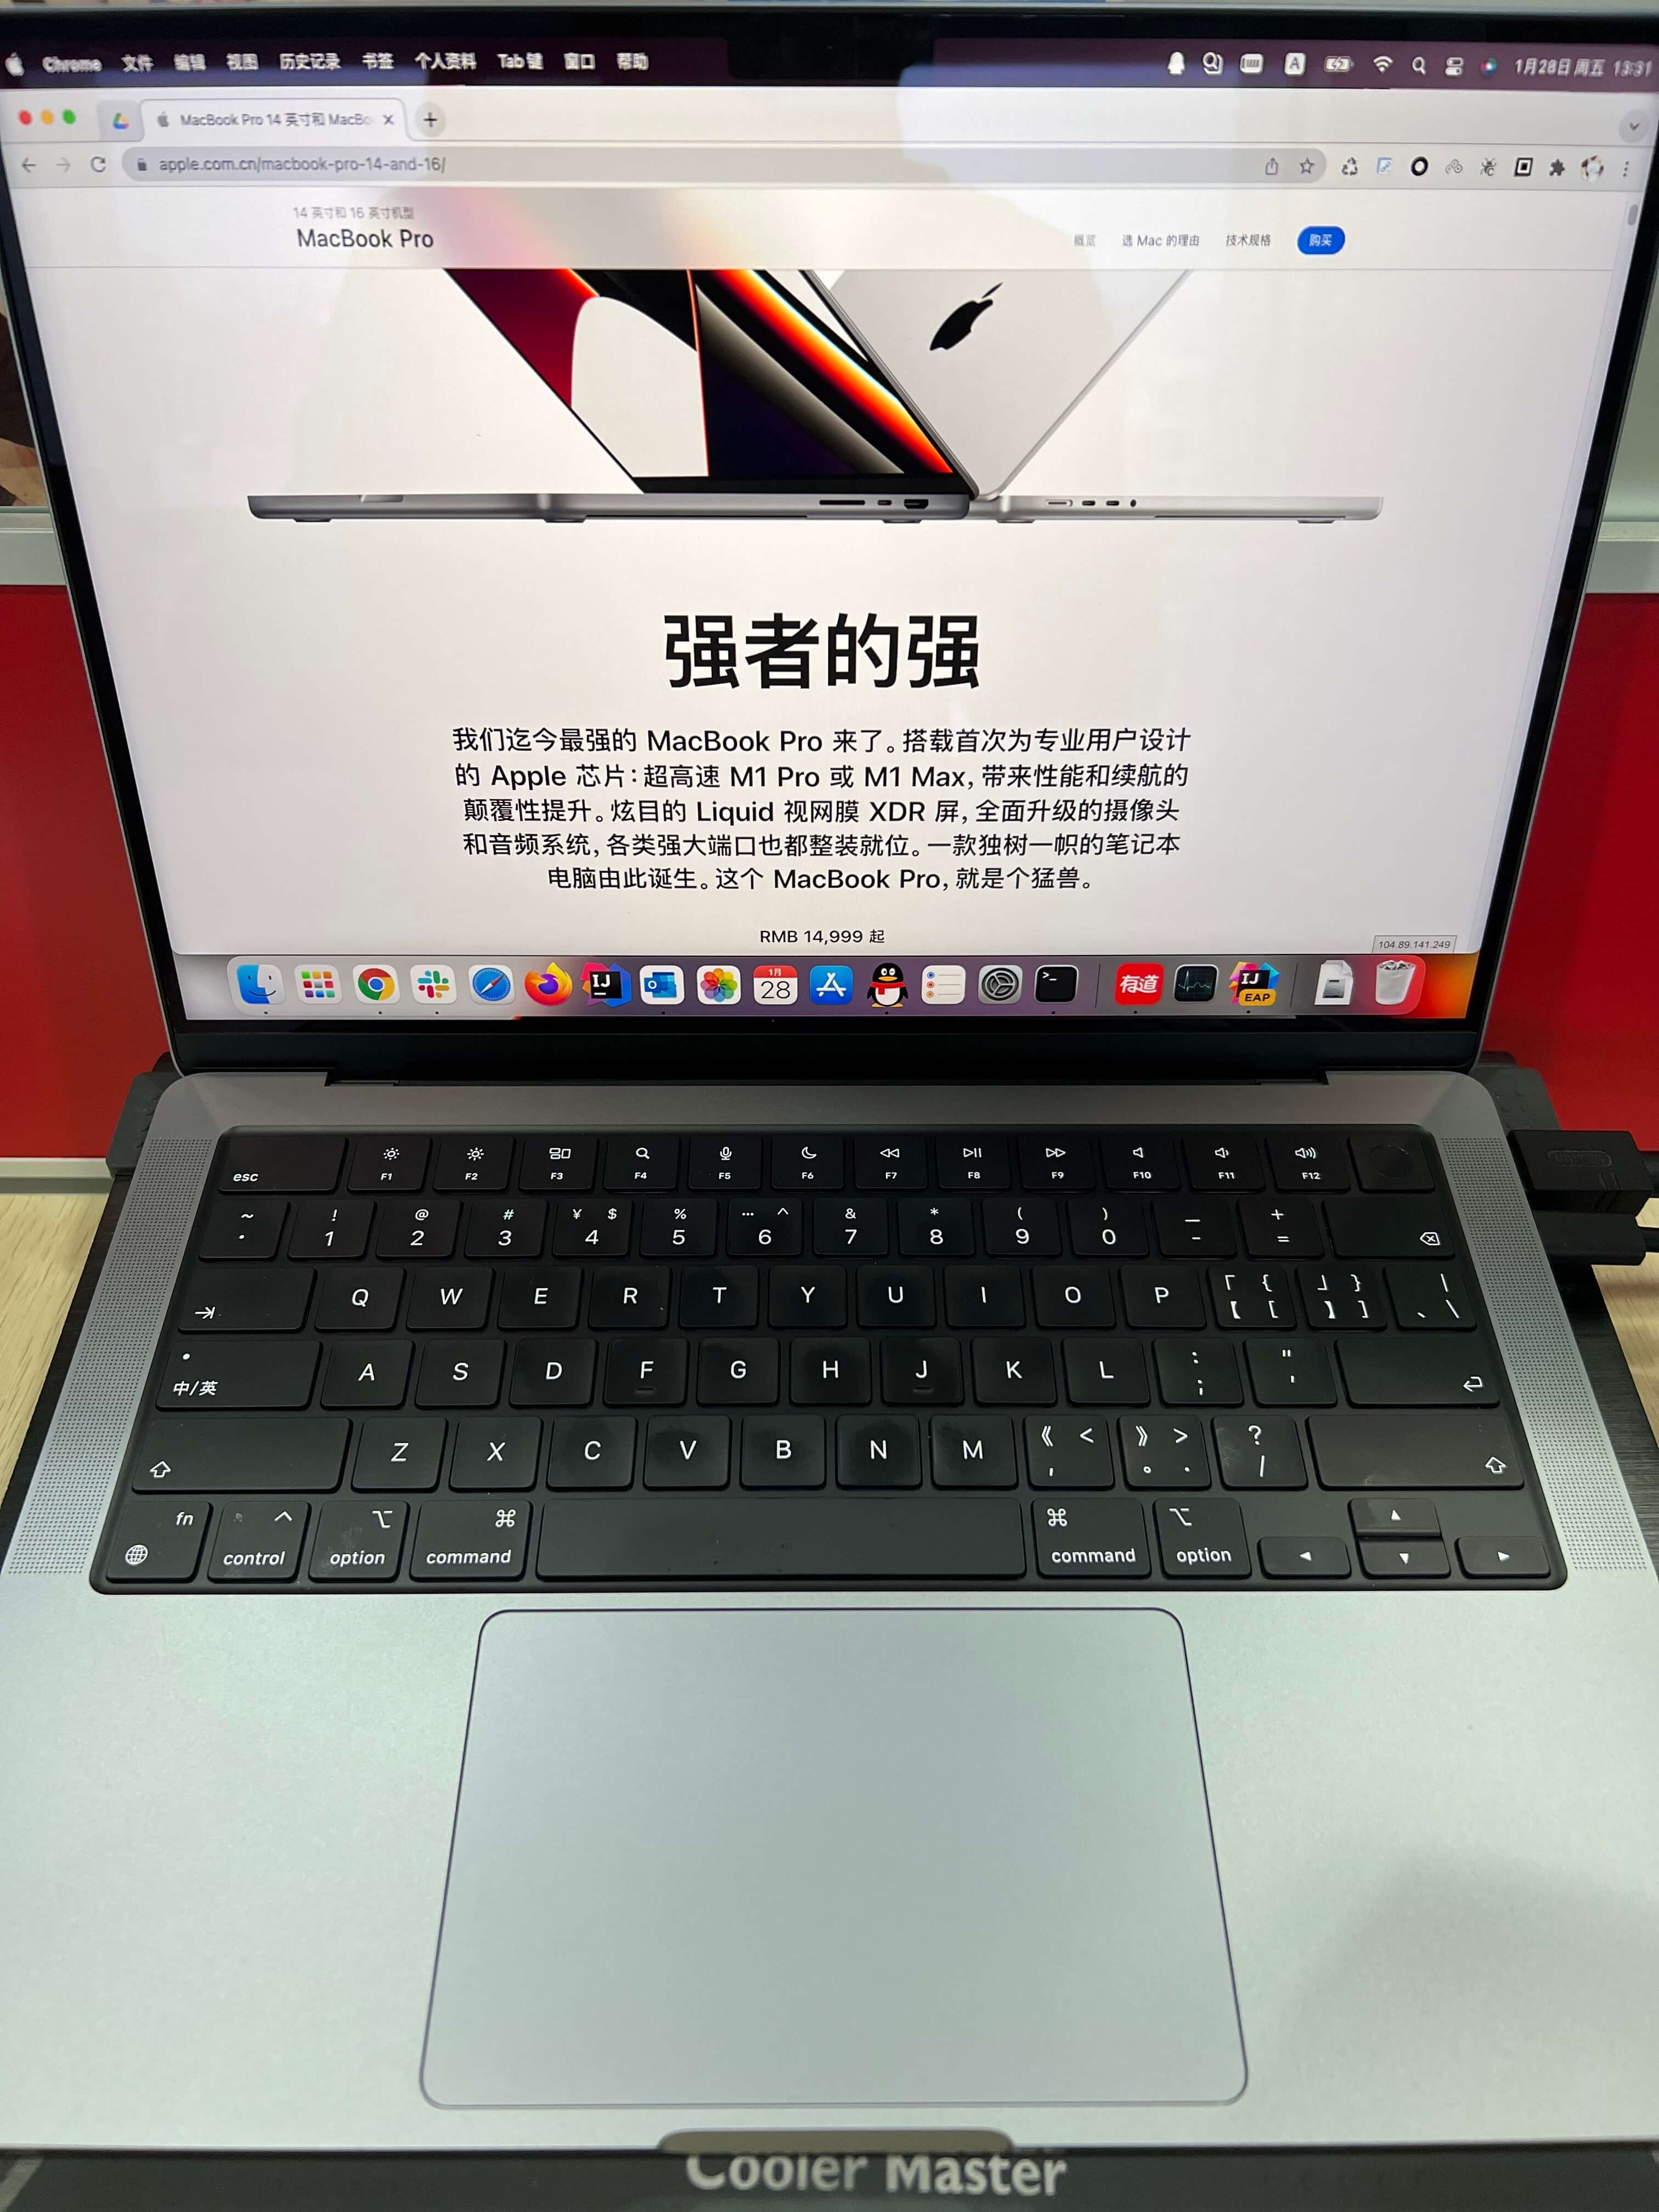 Chrome 文件 编辑 视图 历史记录 书签 个人资料 Tab 键 窗口 帮助 A 1月28日 周五 13:31
MacBook Pro 14 英寸和 MacBo
apple.com.cn/macbook-pro-14-and-16/
14 英寸和 16 英寸机型
MacBook Pro 概览 选 Mac 的理由 技术规格 购买
强者的强
我们迄今最强的 MacBook Pro 来了。搭载首次为专业用户设计
的 Apple 芯片：超高速 M1 Pro 或 M1 Max，带来性能和续航的
颠覆性提升。炫目的 Liquid 视网膜 XDR 屏，全面升级的摄像头
和音频系统，各类强大端口也都整装就位。一款独树一帜的笔记本
电脑由此诞生。这个 MacBook Pro，就是个猛兽。
RMB 14,999 起
104.89.141.249
IJ 1月 28 >_ 有道 IJ EAP
esc F1 F2 F3 F4 F5 F6 F7 F8 F9 F10 F11 F12
~ ! @ # ¥ $ % … ^ & * ( ) — +
· 1 2 3 4 5 6 7 8 9 0 - =
Q W E R T Y U I O P 「 { 【 [ 」 } 】 ] | 、 \
中/英 A S D F G H J K L : ; " '
Z X C V B N M 《 < , 》 > 。 . ? /
fn control option command command option
Cooler Master